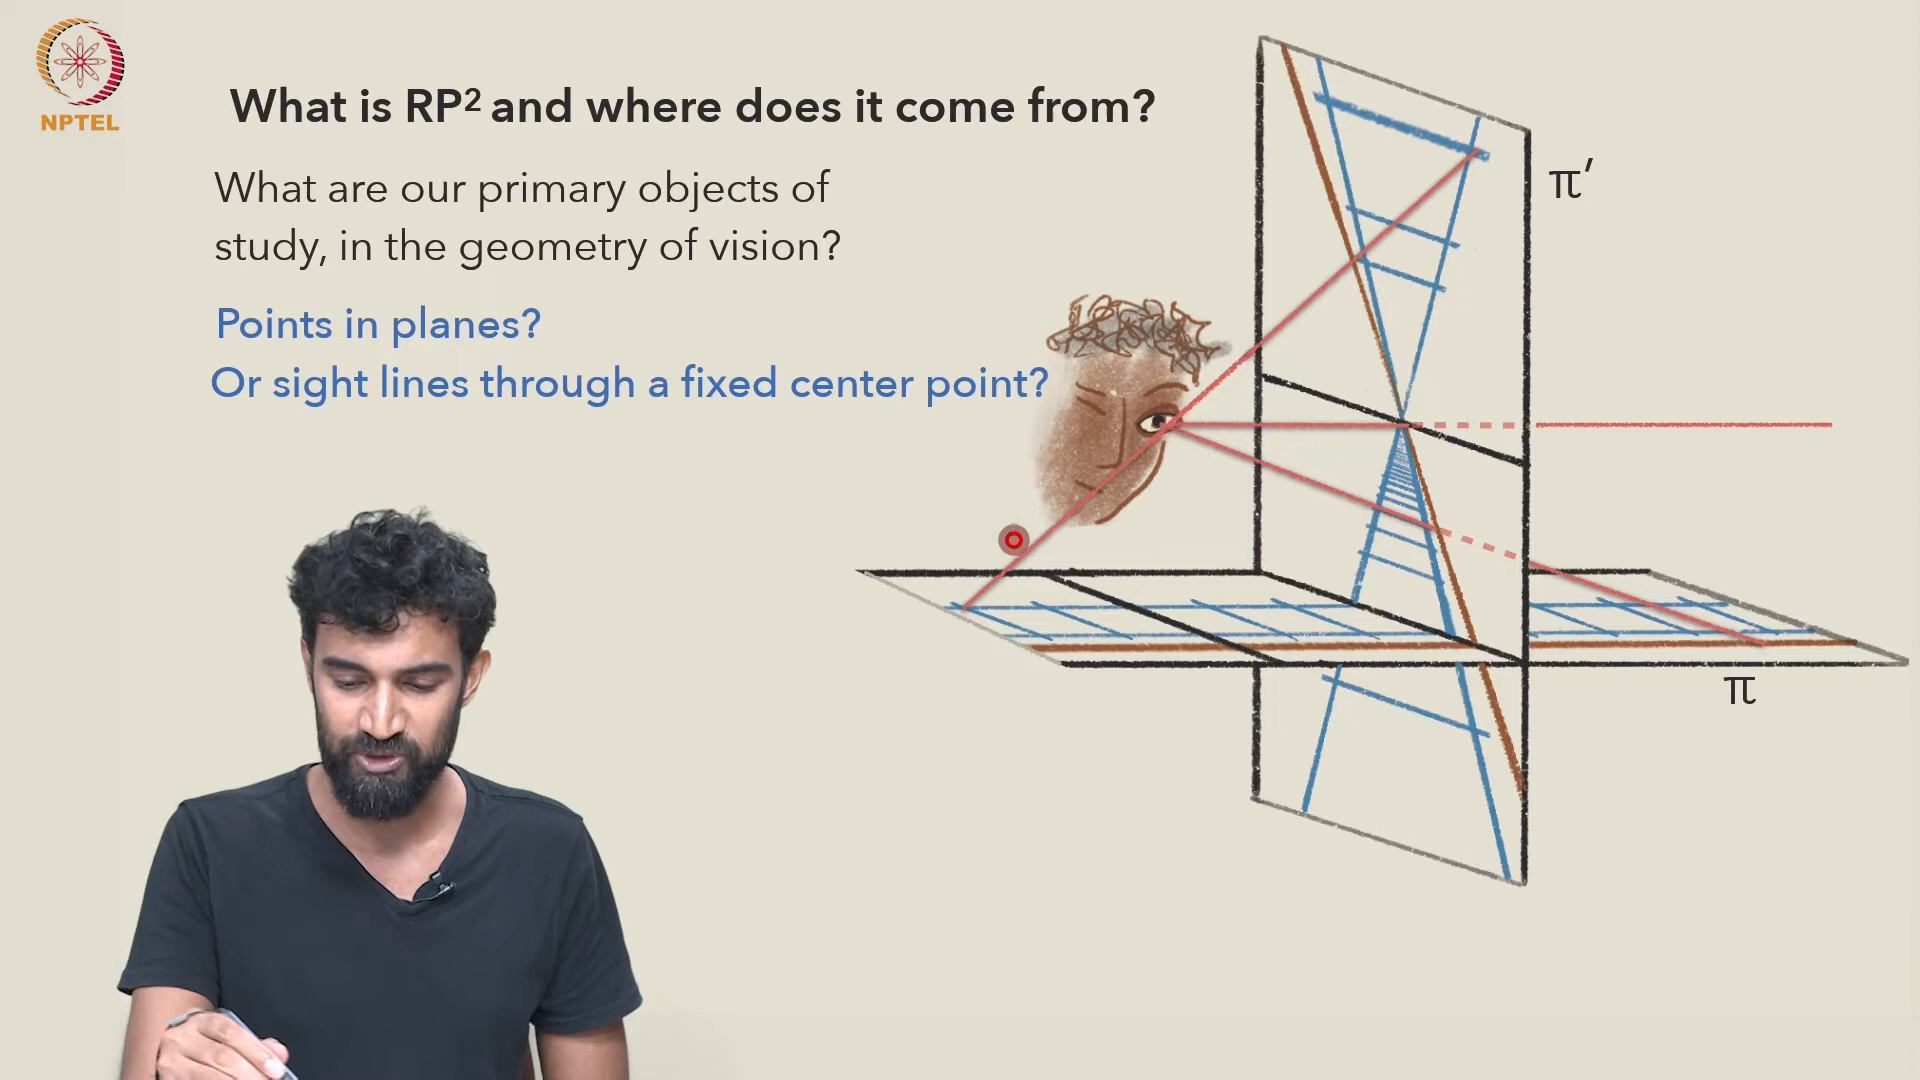 NPTEL
What is RP² and where does it come from?
What are our primary objects of
study, in the geometry of vision?
Points in planes?
Or sight lines through a fixed center point?
π′
π